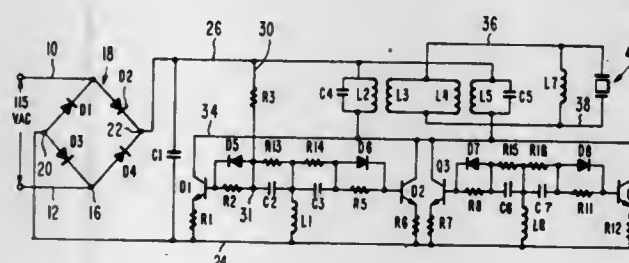 10
18
D2
26
30
36
115
VAC
D1
22
C1
R3
C4
L2
L3
L4
L5
C5
L7
38
20
D3
D4
34
D5
R13
R14
D6
D7
R15
R16
D8
D1
R2
C2
C3
R5
D2
Q3
R8
C6
C7
R11
12
16
R1
31
L1
R6
R7
L8
R12
24